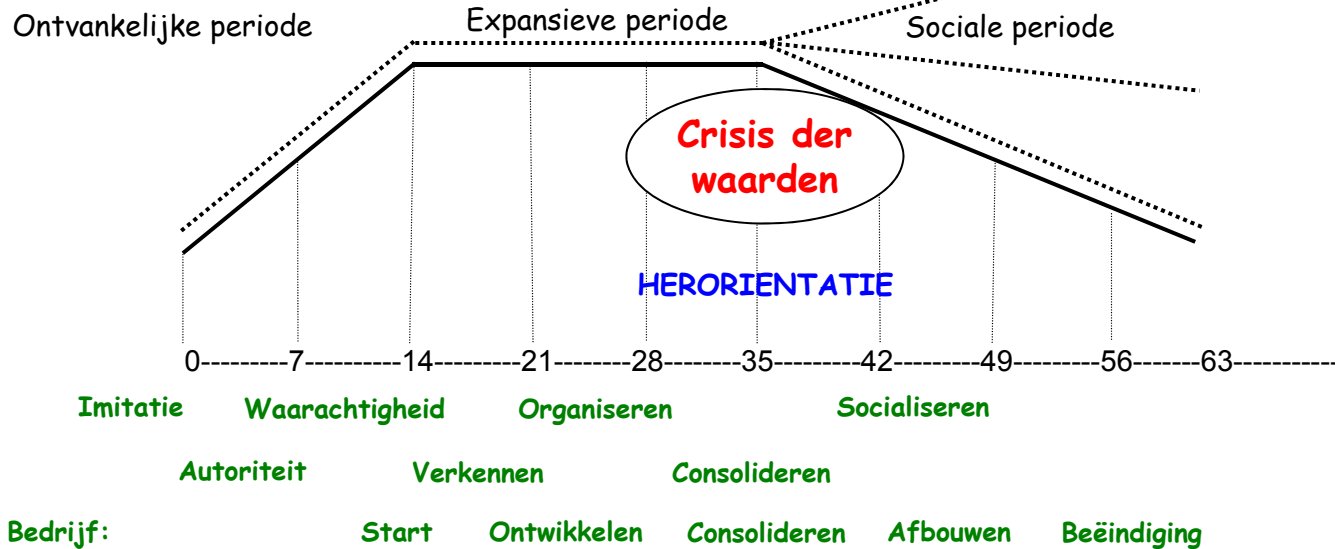 Ontvankelijke periode Expansieve periode Sociale periode
Crisis der
waarden
HERORIENTATIE
0---------7---------14---------21---------28---------35---------42---------49---------56---------63-----------
Imitatie Waarachtigheid Organiseren Socialiseren
Autoriteit Verkennen Consolideren
Bedrijf: Start Ontwikkelen Consolideren Afbouwen Beëindiging